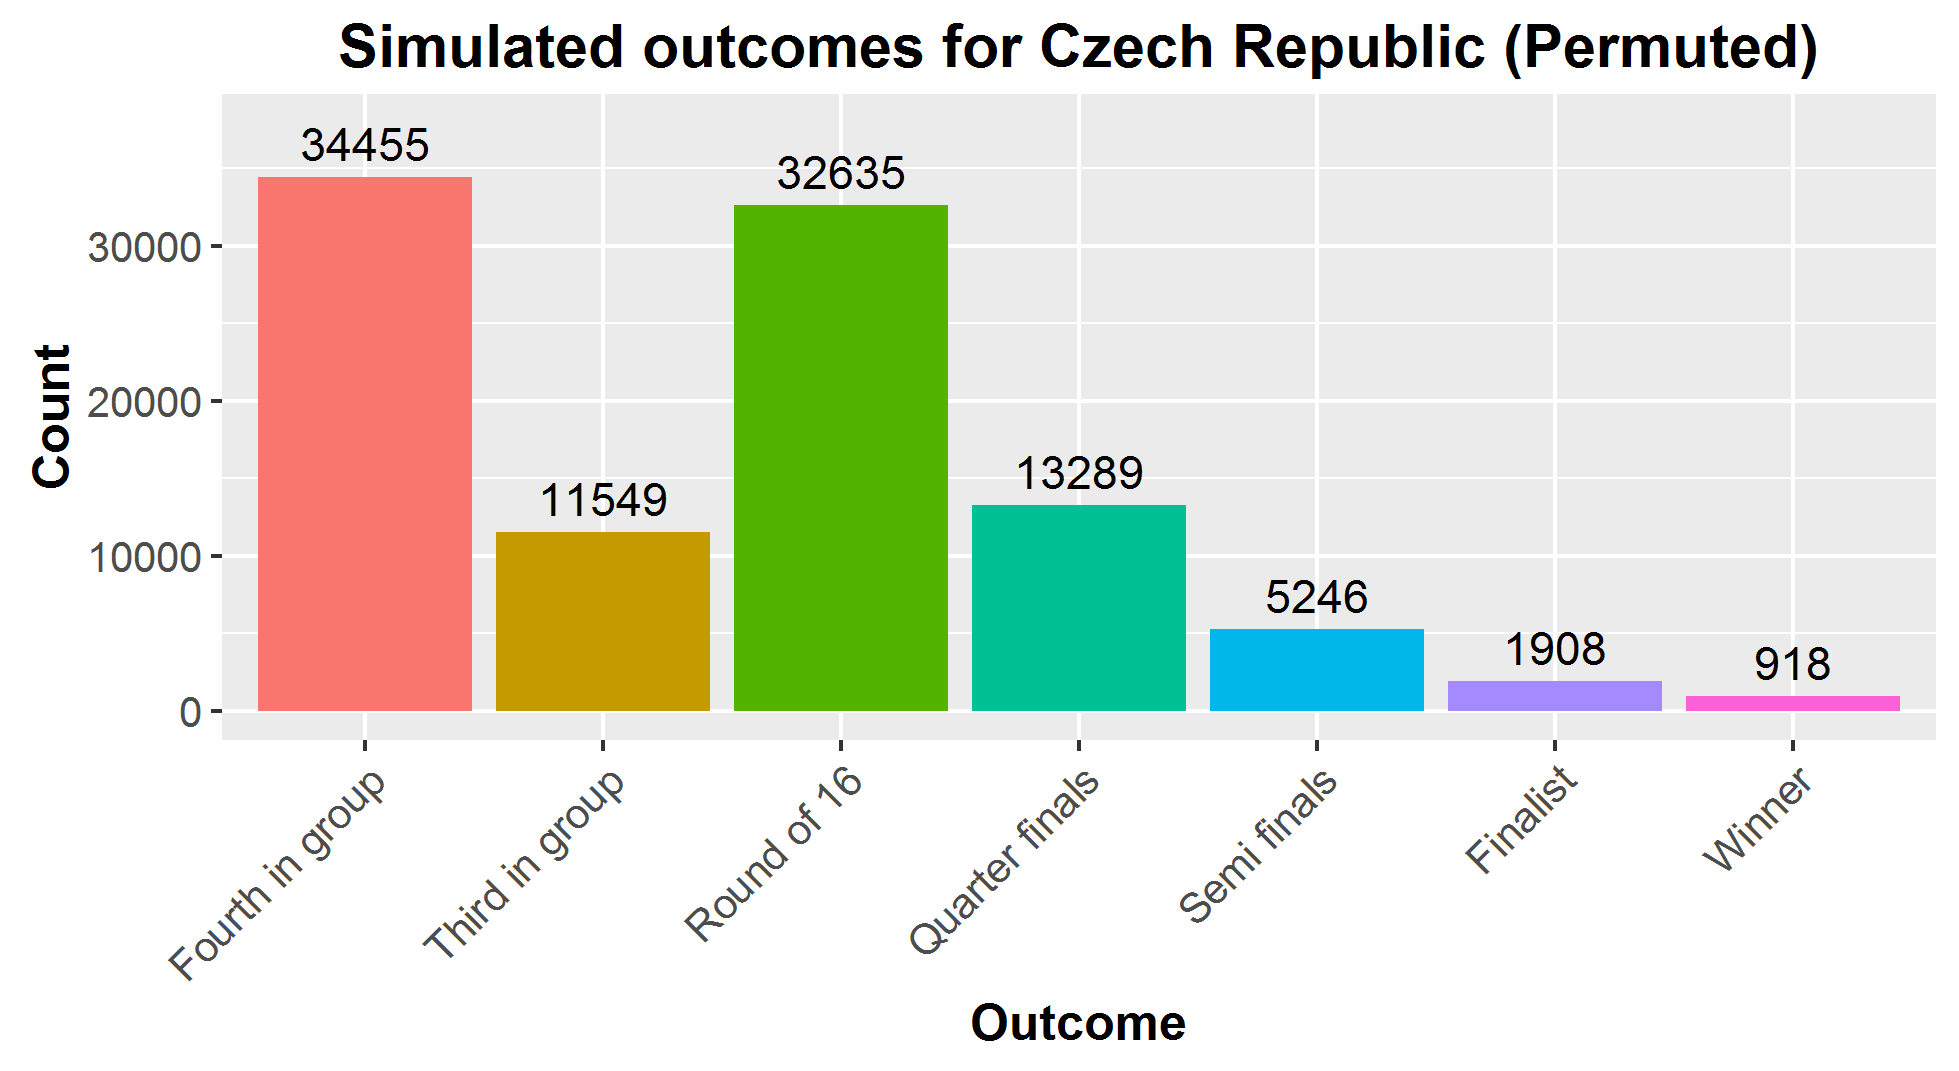 Simulated outcomes for Czech Republic (Permuted)
34455
11549
32635
13289
5246
1908
918
30000
20000
10000
0
Count
Fourth in group
Third in group
Round of 16
Quarter finals
Semi finals
Finalist
Winner
Outcome